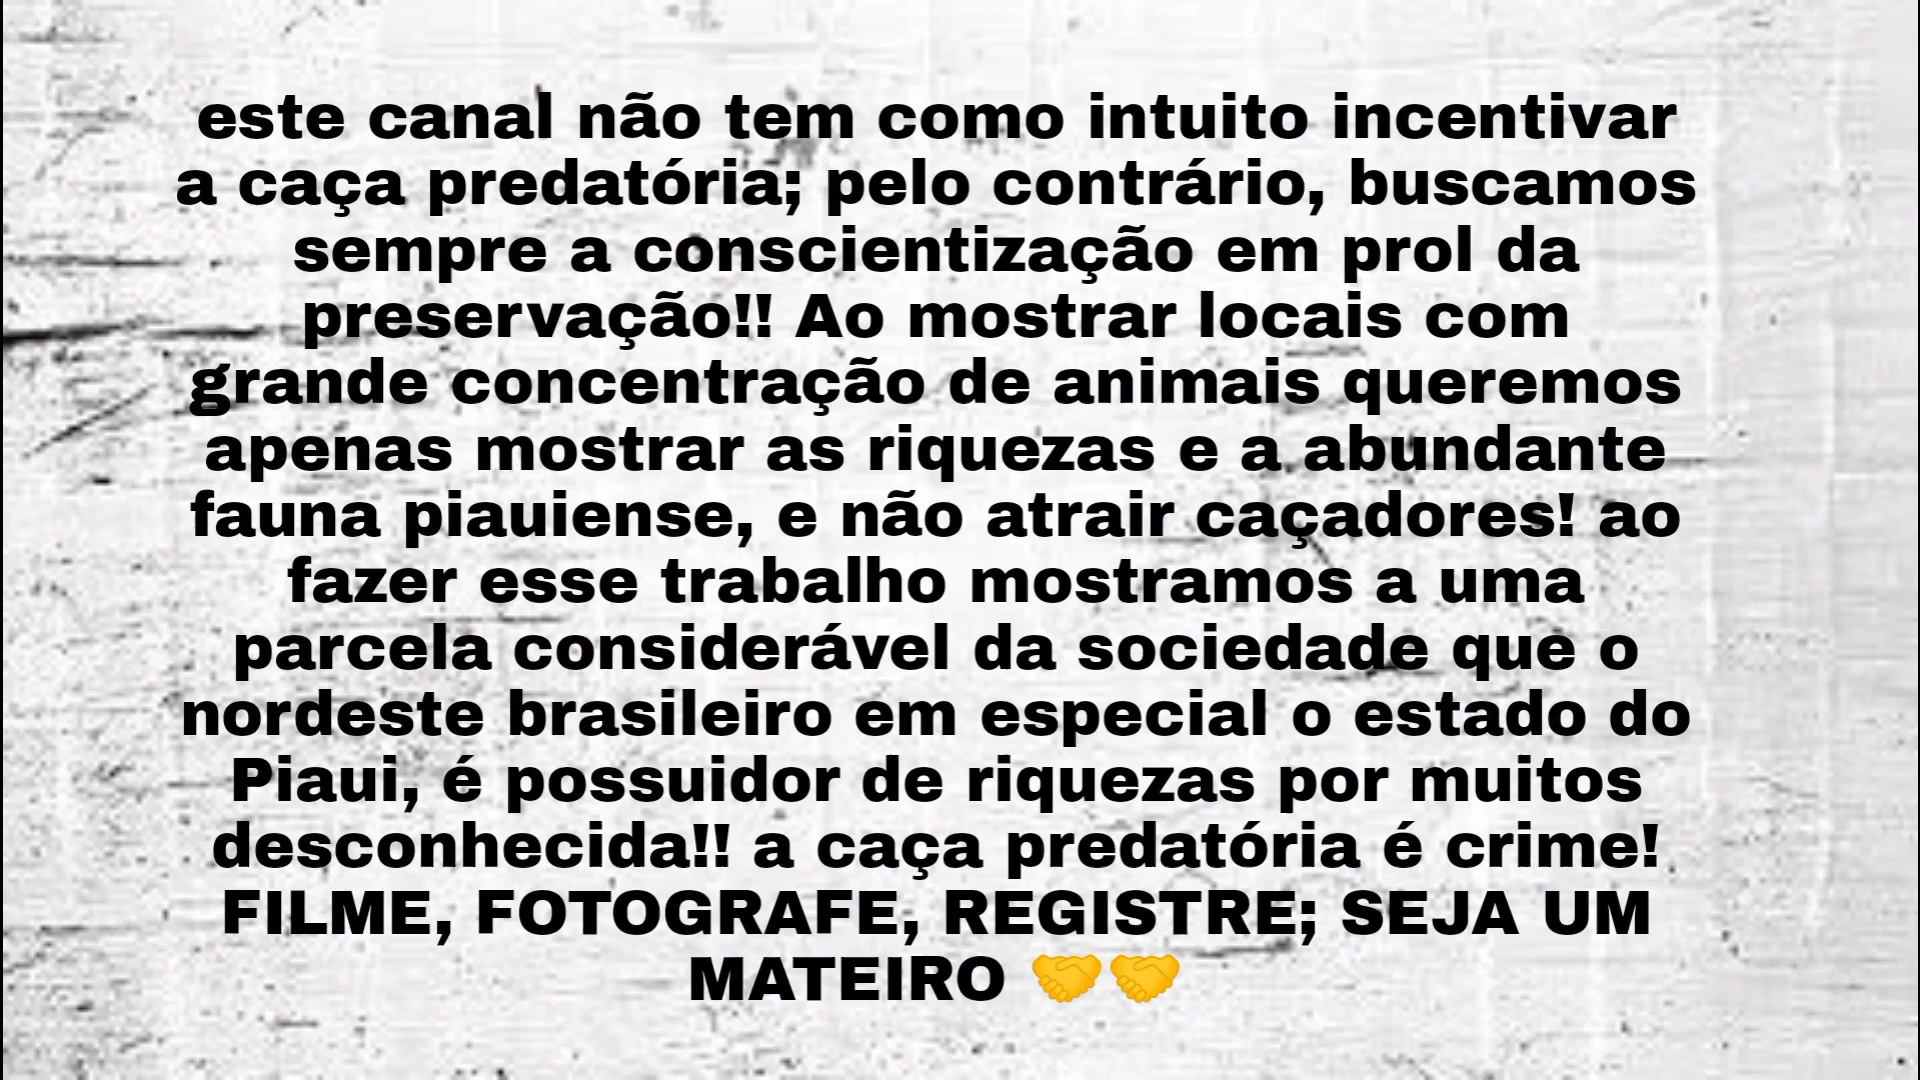 este canal não tem como intuito incentivar
a caça predatória; pelo contrário, buscamos
sempre a conscientização em prol da
preservação!! Ao mostrar locais com
grande concentração de animais queremos
apenas mostrar as riquezas e a abundante
fauna piauiense, e não atrair caçadores! ao
fazer esse trabalho mostramos a uma
parcela considerável da sociedade que o
nordeste brasileiro em especial o estado do
Piaui, é possuidor de riquezas por muitos
desconhecida!! a caça predatória é crime!
FILME, FOTOGRAFE, REGISTRE; SEJA UM
MATEIRO 🤝🤝